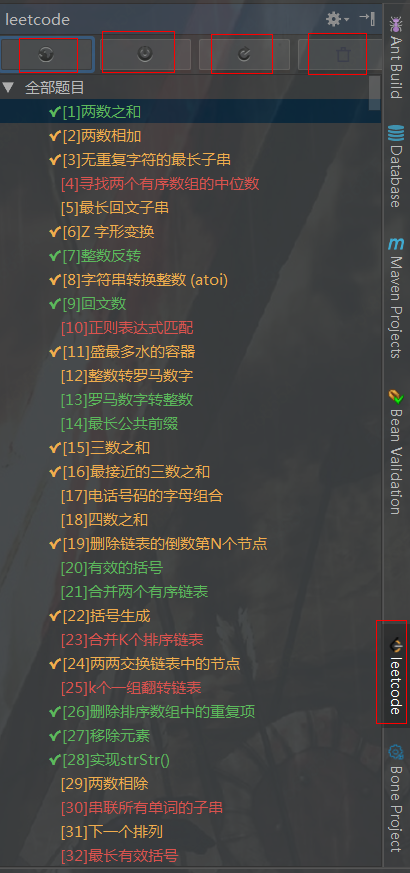 leetcode
全部题目
[1]两数之和
[2]两数相加
[3]无重复字符的最长子串
[4]寻找两个有序数组的中位数
[5]最长回文子串
[6]Z 字形变换
[7]整数反转
[8]字符串转换整数 (atoi)
[9]回文数
[10]正则表达式匹配
[11]盛最多水的容器
[12]整数转罗马数字
[13]罗马数字转整数
[14]最长公共前缀
[15]三数之和
[16]最接近的三数之和
[17]电话号码的字母组合
[18]四数之和
[19]删除链表的倒数第N个节点
[20]有效的括号
[21]合并两个有序链表
[22]括号生成
[23]合并K个排序链表
[24]两两交换链表中的节点
[25]k个一组翻转链表
[26]删除排序数组中的重复项
[27]移除元素
[28]实现strStr()
[29]两数相除
[30]串联所有单词的子串
[31]下一个排列
[32]最长有效括号
Ant Build
Database
Maven Projects
Bean Validation
leetcode
Bone Project